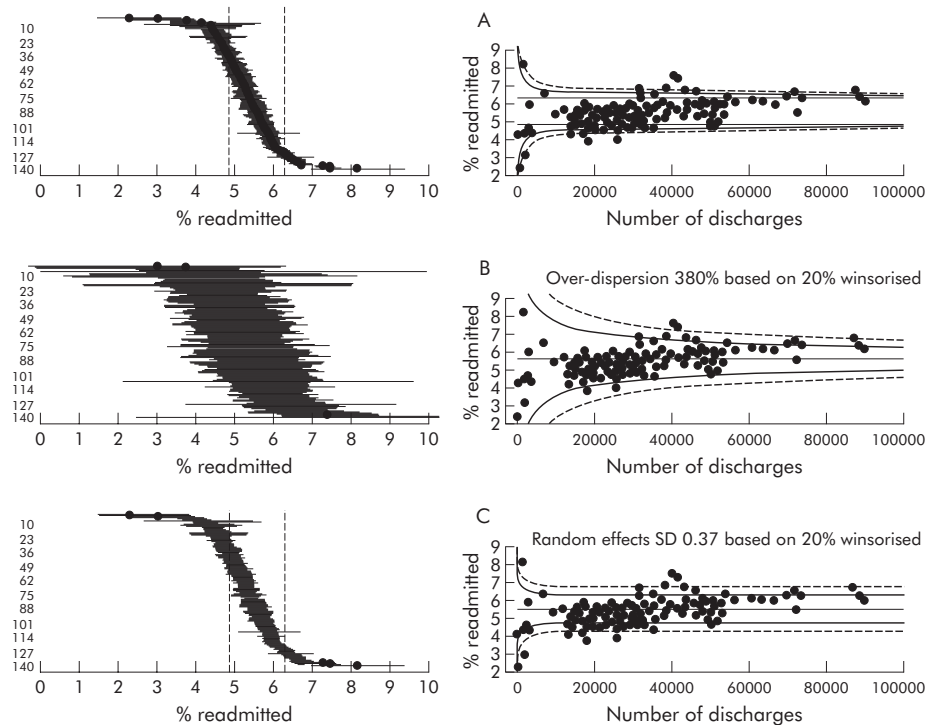 10
23
36
49
62
75
88
101
114
127
140
0 1 2 3 4 5 6 7 8 9 10
% readmitted
A
9
8
7
6
5
4
3
2
% readmitted
0 20000 40000 60000 80000 100000
Number of discharges
10
23
36
49
62
75
88
101
114
127
140
0 1 2 3 4 5 6 7 8 9 10
% readmitted
B
Over-dispersion 380% based on 20% winsorised
9
8
7
6
5
4
3
2
% readmitted
0 20000 40000 60000 80000 100000
Number of discharges
10
23
36
49
62
75
88
101
114
127
140
0 1 2 3 4 5 6 7 8 9 10
% readmitted
C
Random effects SD 0.37 based on 20% winsorised
9
8
7
6
5
4
3
2
% readmitted
0 20000 40000 60000 80000 100000
Number of discharges